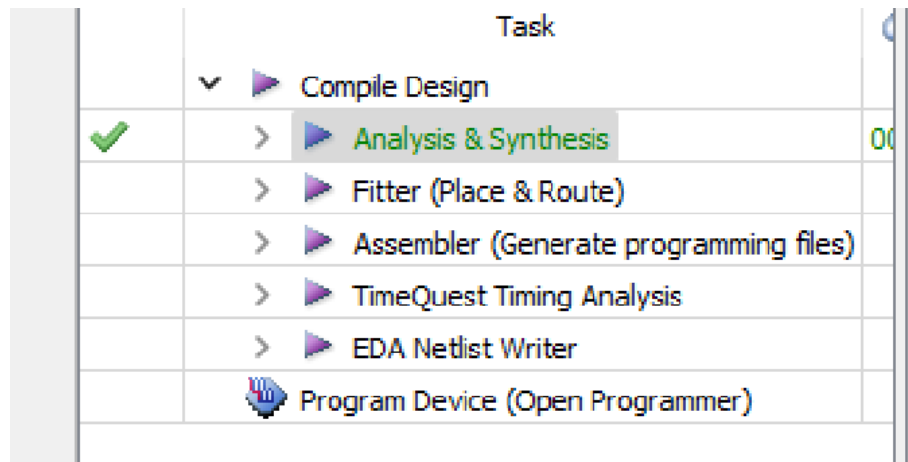 Task
Compile Design
Analysis & Synthesis
00
Fitter (Place & Route)
Assembler (Generate programming files)
TimeQuest Timing Analysis
EDA Netlist Writer
Program Device (Open Programmer)